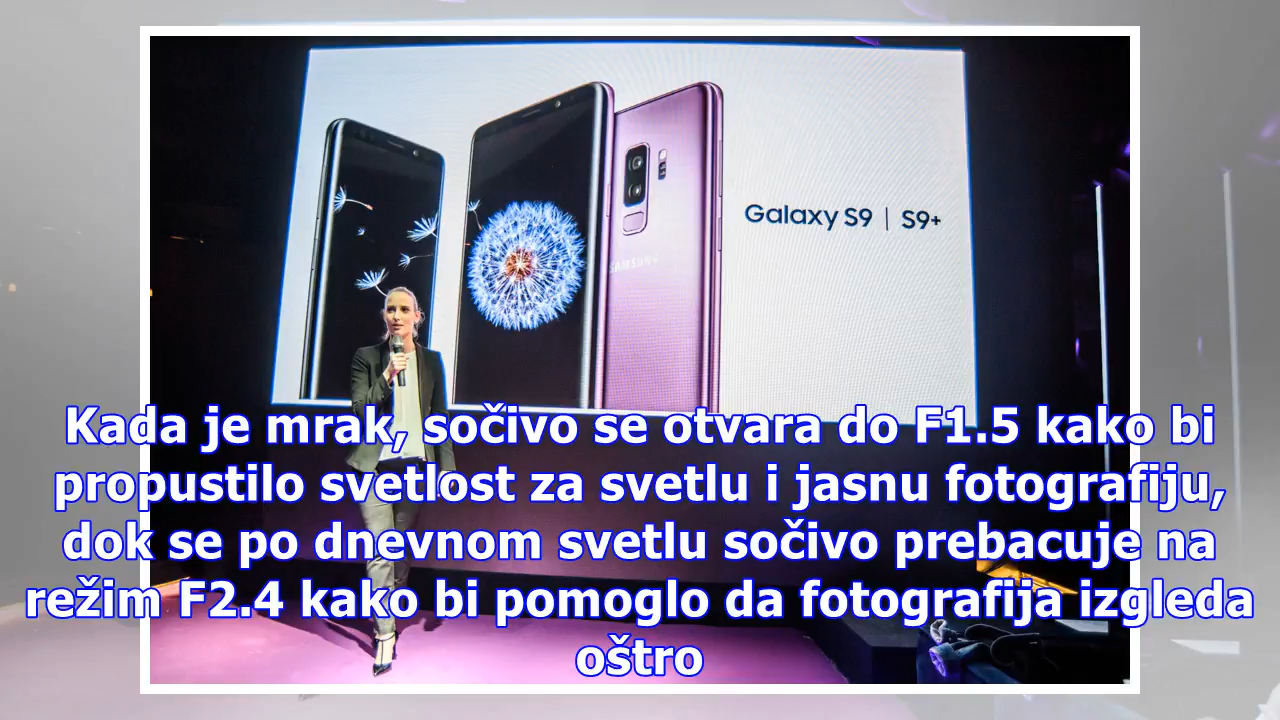 Galaxy S9 | S9+
SAMSUNG
Kada je mrak, sočivo se otvara do F1.5 kako bi
propustilo svetlost za svetlu i jasnu fotografiju,
dok se po dnevnom svetlu sočivo prebacuje na
režim F2.4 kako bi pomoglo da fotografija izgleda
oštro